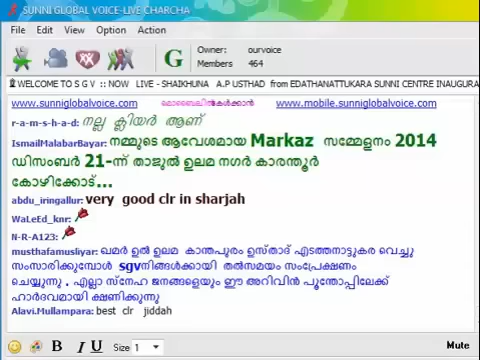 SUNNI GLOBAL VOICE-LIVE CHARCHA
File Edit View Option Action
G Owner: ourvoice
Members 464
WELCOME TO S G V :: NOW LIVE - SHAIKHUNA A.P USTHAD from EDATHANATTUKARA SUNNI CENTRE INAUGURA
www.sunniglobalvoice.com മൊബൈലിൽകേൾക്കാൻ www.mobile.sunniglobalvoice.com
r-a-m-s-h-a-d: നല്ല ക്ലിയർ ആണ്
IsmailMalabarBayar: നമ്മുടെ ആവേശമായ Markaz സമ്മേളനം 2014
ഡിസംബർ 21-ന് താജുൽ ഉലമ നഗർ കാരന്തൂർ
കോഴിക്കോട്...
abdu_iringallur: very good clr in sharjah
WaLeEd_knr:
N-R-A123:
musthafamusliyar: ഖമർ ഉൽ ഉലമ കാന്തപുരം ഉസ്താദ് എടത്തനാട്ടുകര വെച്ചു
സംസാരിക്കുമ്പോൾ sgvനിങ്ങൾക്കായി തൽസമയം സംപ്രേക്ഷണം
ചെയ്യുന്നു . എല്ലാ സ്നേഹ ജനങ്ങളെയും ഈ അറിവിൻ പൂന്തോപ്പിലേക്ക്
ഹാർദവമായി ക്ഷണിക്കുന്നു
Alavi.Mullampara: best clr jiddah
B I U Size 1 Mute